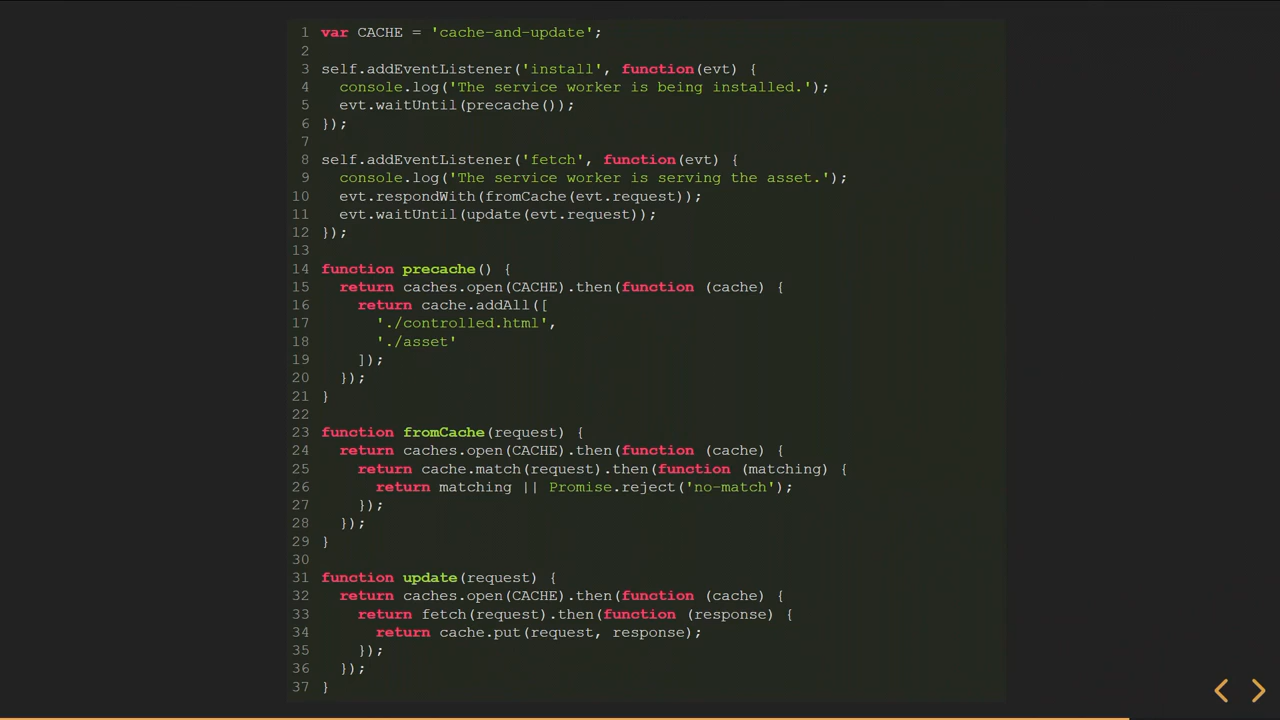 1 var CACHE = 'cache-and-update';
2
3 self.addEventListener('install', function(evt) {
4   console.log('The service worker is being installed.');
5   evt.waitUntil(precache());
6 });
7
8 self.addEventListener('fetch', function(evt) {
9   console.log('The service worker is serving the asset.');
10   evt.respondWith(fromCache(evt.request));
11   evt.waitUntil(update(evt.request));
12 });
13
14 function precache() {
15   return caches.open(CACHE).then(function (cache) {
16     return cache.addAll([
17       './controlled.html',
18       './asset'
19     ]);
20   });
21 }
22
23 function fromCache(request) {
24   return caches.open(CACHE).then(function (cache) {
25     return cache.match(request).then(function (matching) {
26       return matching || Promise.reject('no-match');
27     });
28   });
29 }
30
31 function update(request) {
32   return caches.open(CACHE).then(function (cache) {
33     return fetch(request).then(function (response) {
34       return cache.put(request, response);
35     });
36   });
37 }